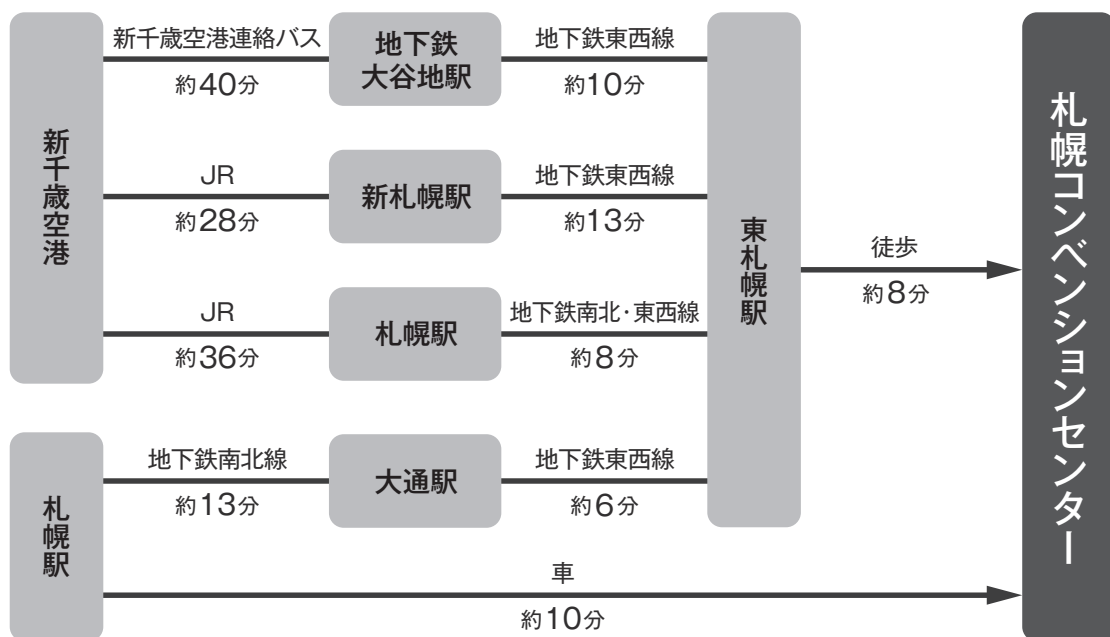 新千歳空港
新千歳空港連絡バス
約40分
地下鉄
大谷地駅
地下鉄東西線
約10分
JR
約28分
新札幌駅
地下鉄東西線
約13分
JR
約36分
札幌駅
地下鉄南北・東西線
約8分
東札幌駅
徒歩
約8分
札幌コンベンションセンター
札幌駅
地下鉄南北線
約13分
大通駅
地下鉄東西線
約6分
車
約10分